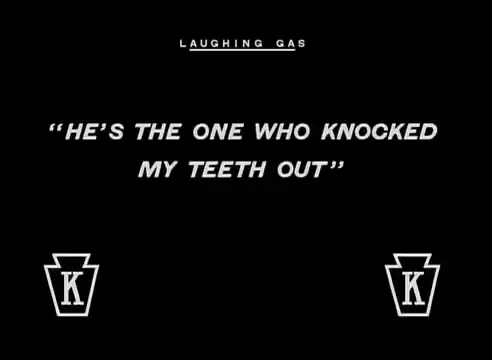 LAUGHING GAS
“HE'S THE ONE WHO KNOCKED
MY TEETH OUT”
K K